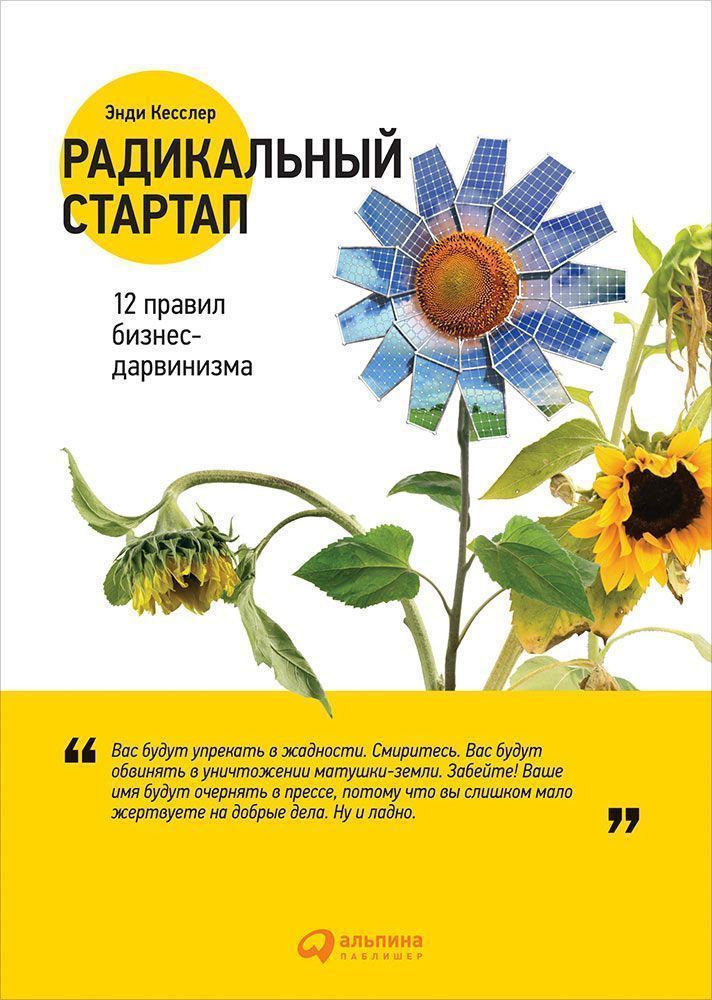 Энди Кесслер
РАДИКАЛЬНЫЙ
СТАРТАП
12 правил
бизнес-
дарвинизма
“ Вас будут упрекать в жадности. Смиритесь. Вас будут
обвинять в уничтожении матушки-земли. Забейте! Ваше
имя будут очернять в прессе, потому что вы слишком мало
жертвуете на добрые дела. Ну и ладно. ”
альпина
ПАБЛИШЕР